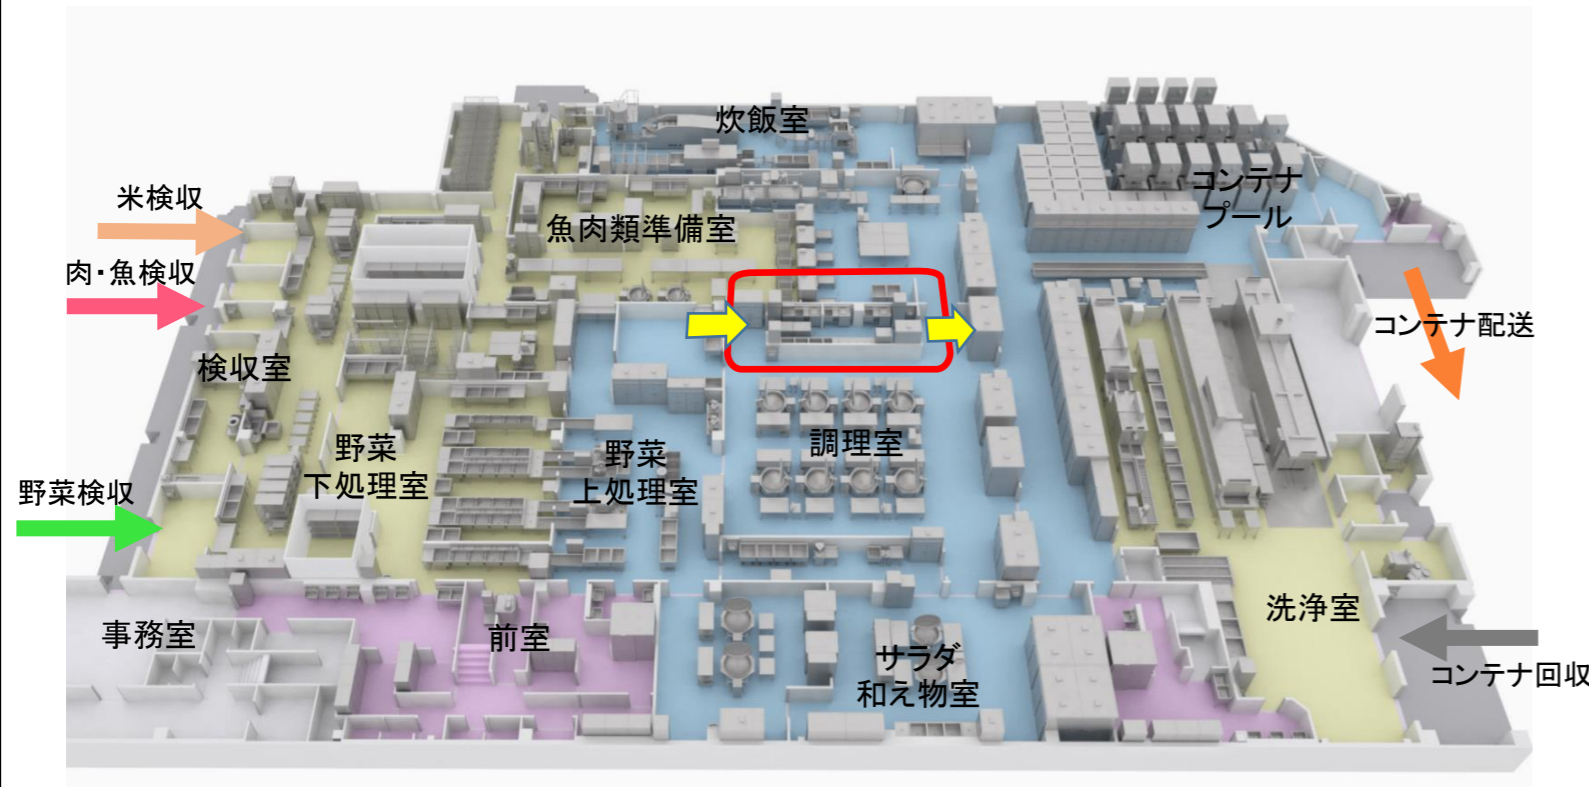 炊飯室
コンテナ
プール
米検収
魚肉類準備室
肉・魚検収
コンテナ配送
検収室
野菜
下処理室
野菜
上処理室
調理室
野菜検収
事務室
前室
サラダ
和え物室
洗浄室
コンテナ回収